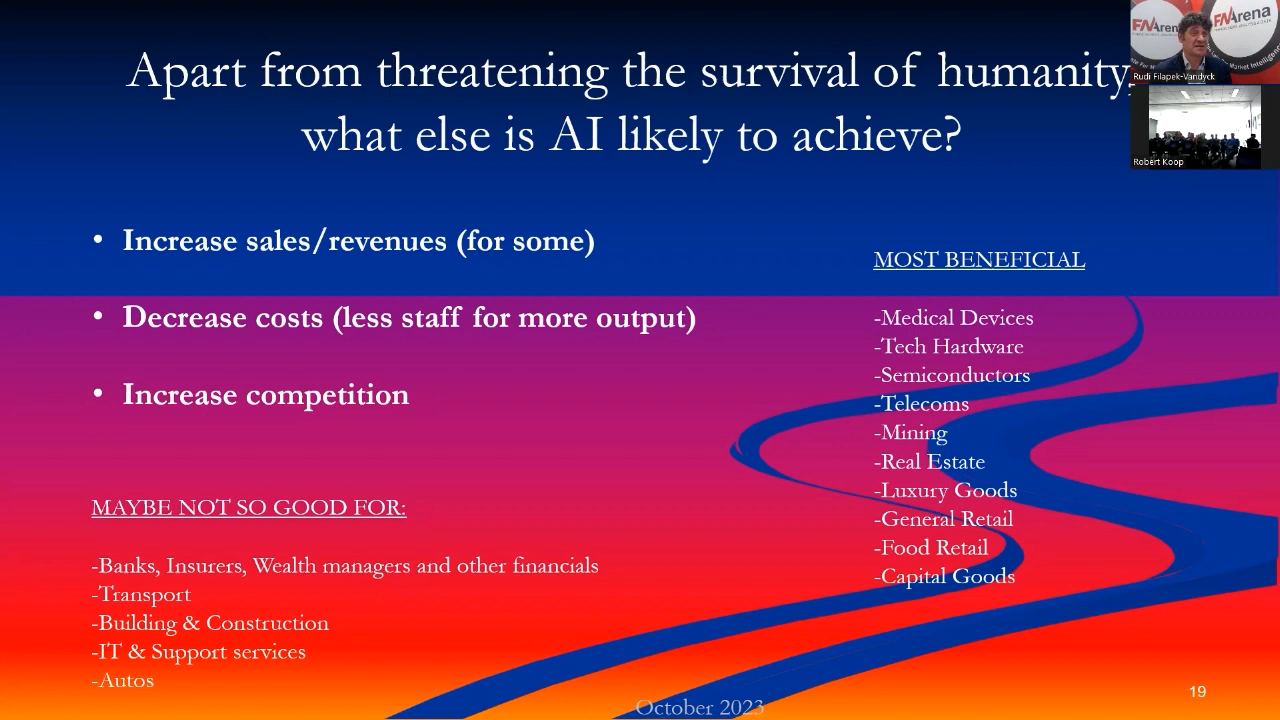 Apart from threatening the survival of humanity,
what else is AI likely to achieve?
• Increase sales/revenues (for some)
• Decrease costs (less staff for more output)
• Increase competition
MAYBE NOT SO GOOD FOR:
-Banks, Insurers, Wealth managers and other financials
-Transport
-Building & Construction
-IT & Support services
-Autos
MOST BENEFICIAL
-Medical Devices
-Tech Hardware
-Semiconductors
-Telecoms
-Mining
-Real Estate
-Luxury Goods
-General Retail
-Food Retail
-Capital Goods
October 2023
19
FNArena
FNArena
Rudi Filapek-Vandyck
Robert Koop